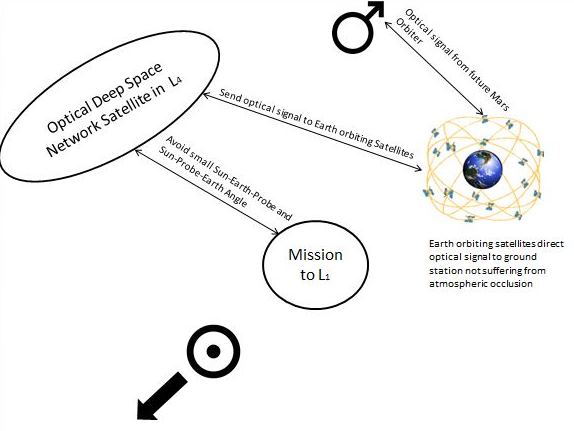 Optical Deep Space
Network Satellite in L4
Optical signal from future Mars
Orbiter
Send optical signal to Earth orbiting Satellites
Avoid small Sun-Earth-Probe and
Sun-Probe-Earth Angle
Mission
to L1
Earth orbiting satellites direct
optical signal to ground
station not suffering from
atmospheric occlusion